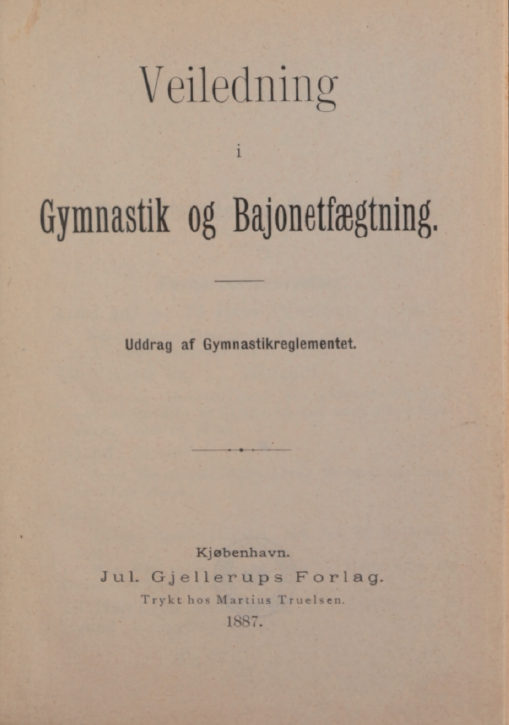 Veiledning
i
Gymnastik og Bajonetfægtning.
Uddrag af Gymnastikreglementet.
Kjøbenhavn.
Jul. Gjellerups Forlag.
Trykt hos Martius Truelsen.
1887.